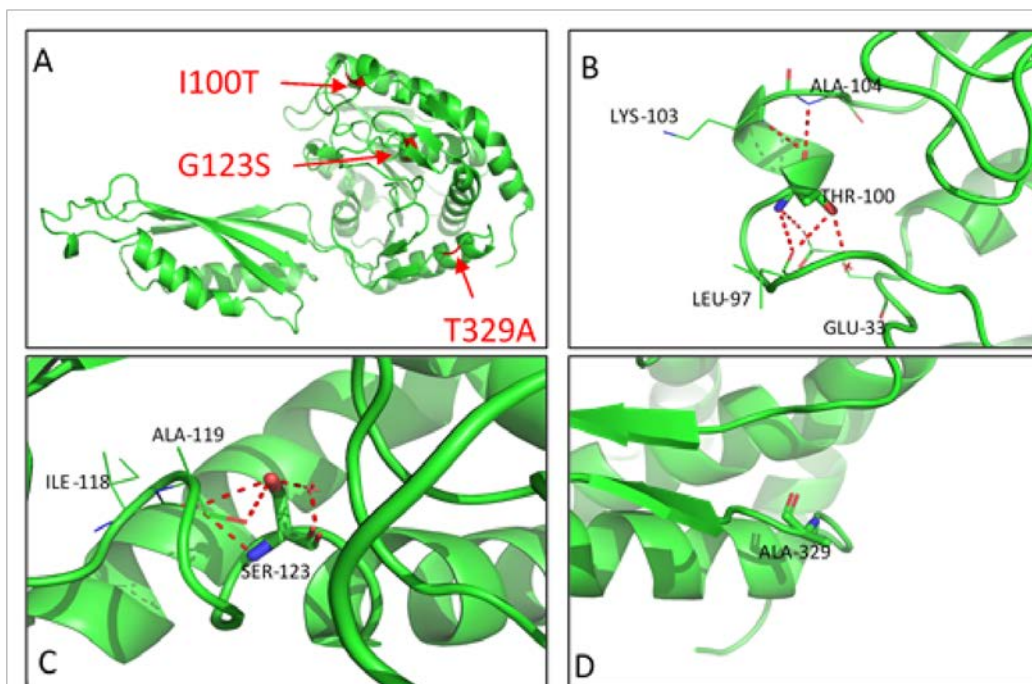 A
I100T
G123S
T329A
B
ALA-104
LYS-103
THR-100
LEU-97
GLU-33
ALA-119
ILE-118
SER-123
C
ALA-329
D